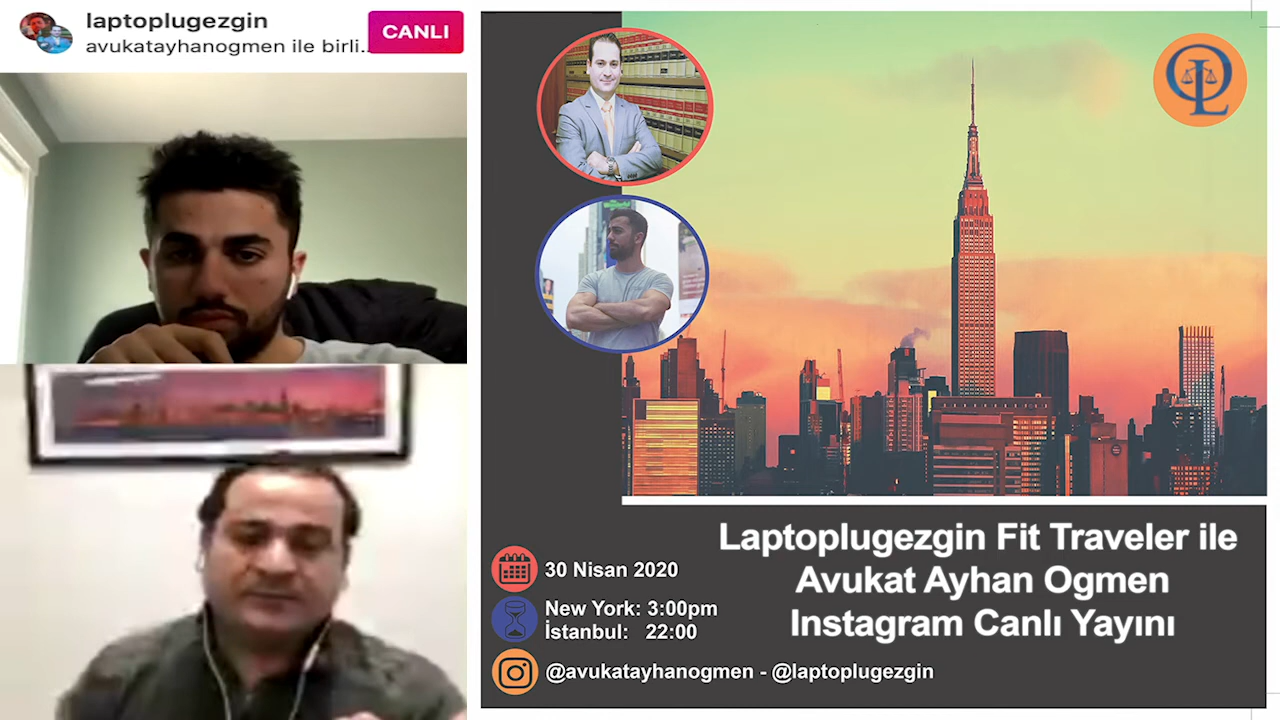 laptoplugezgin
avukatayhanogmen ile birli..
CANLI
OL
Laptoplugezgin Fit Traveler ile
Avukat Ayhan Ogmen
Instagram Canlı Yayını
30 Nisan 2020
New York: 3:00pm
İstanbul: 22:00
@avukatayhanogmen - @laptoplugezgin